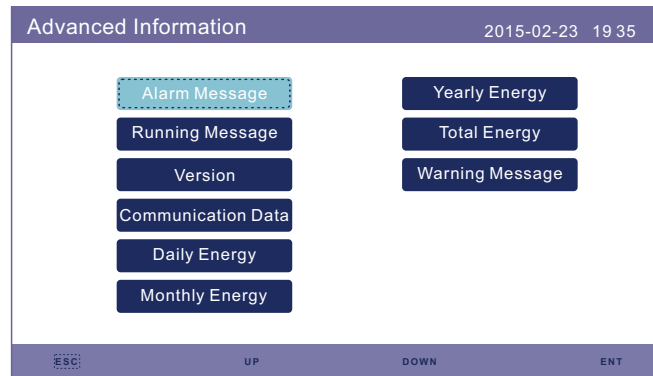 Advanced Information
2015-02-23 19 35
Alarm Message
Running Message
Version
Communication Data
Daily Energy
Monthly Energy
Yearly Energy
Total Energy
Warning Message
ESC UP DOWN ENT